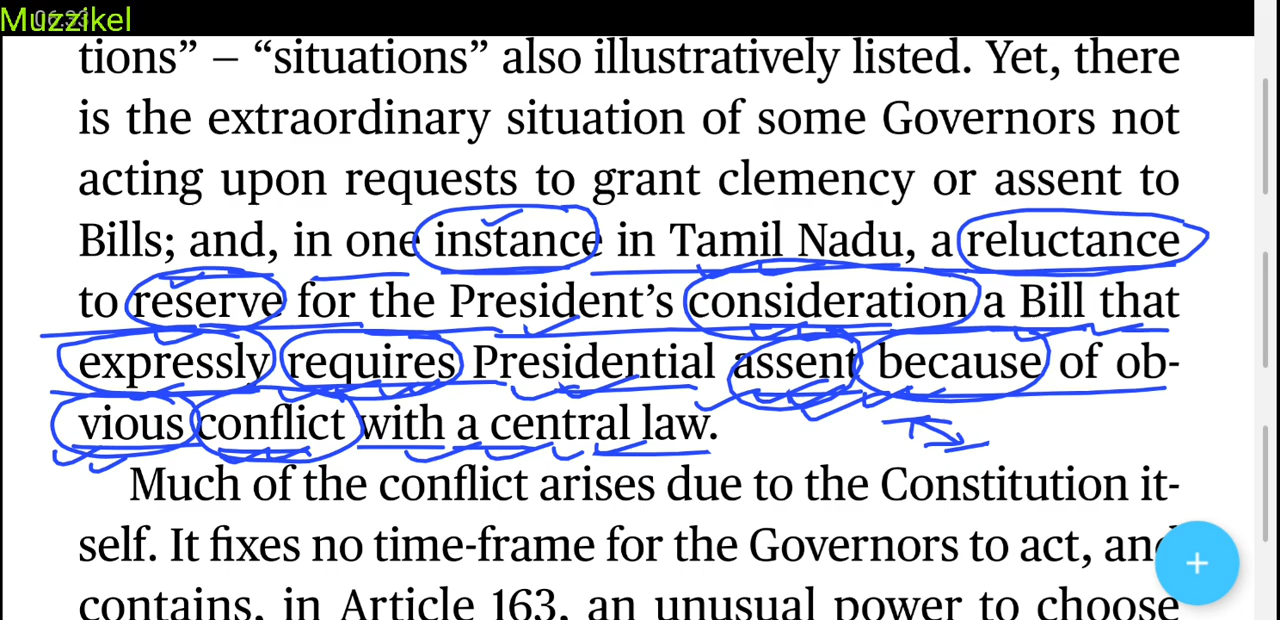 Muzzikel
tions” – “situations” also illustratively listed. Yet, there
is the extraordinary situation of some Governors not
acting upon requests to grant clemency or assent to
Bills; and, in one instance in Tamil Nadu, a reluctance
to reserve for the President’s consideration a Bill that
expressly requires Presidential assent because of ob-
vious conflict with a central law.
Much of the conflict arises due to the Constitution it-
self. It fixes no time-frame for the Governors to act, and
contains, in Article 163, an unusual power to choose